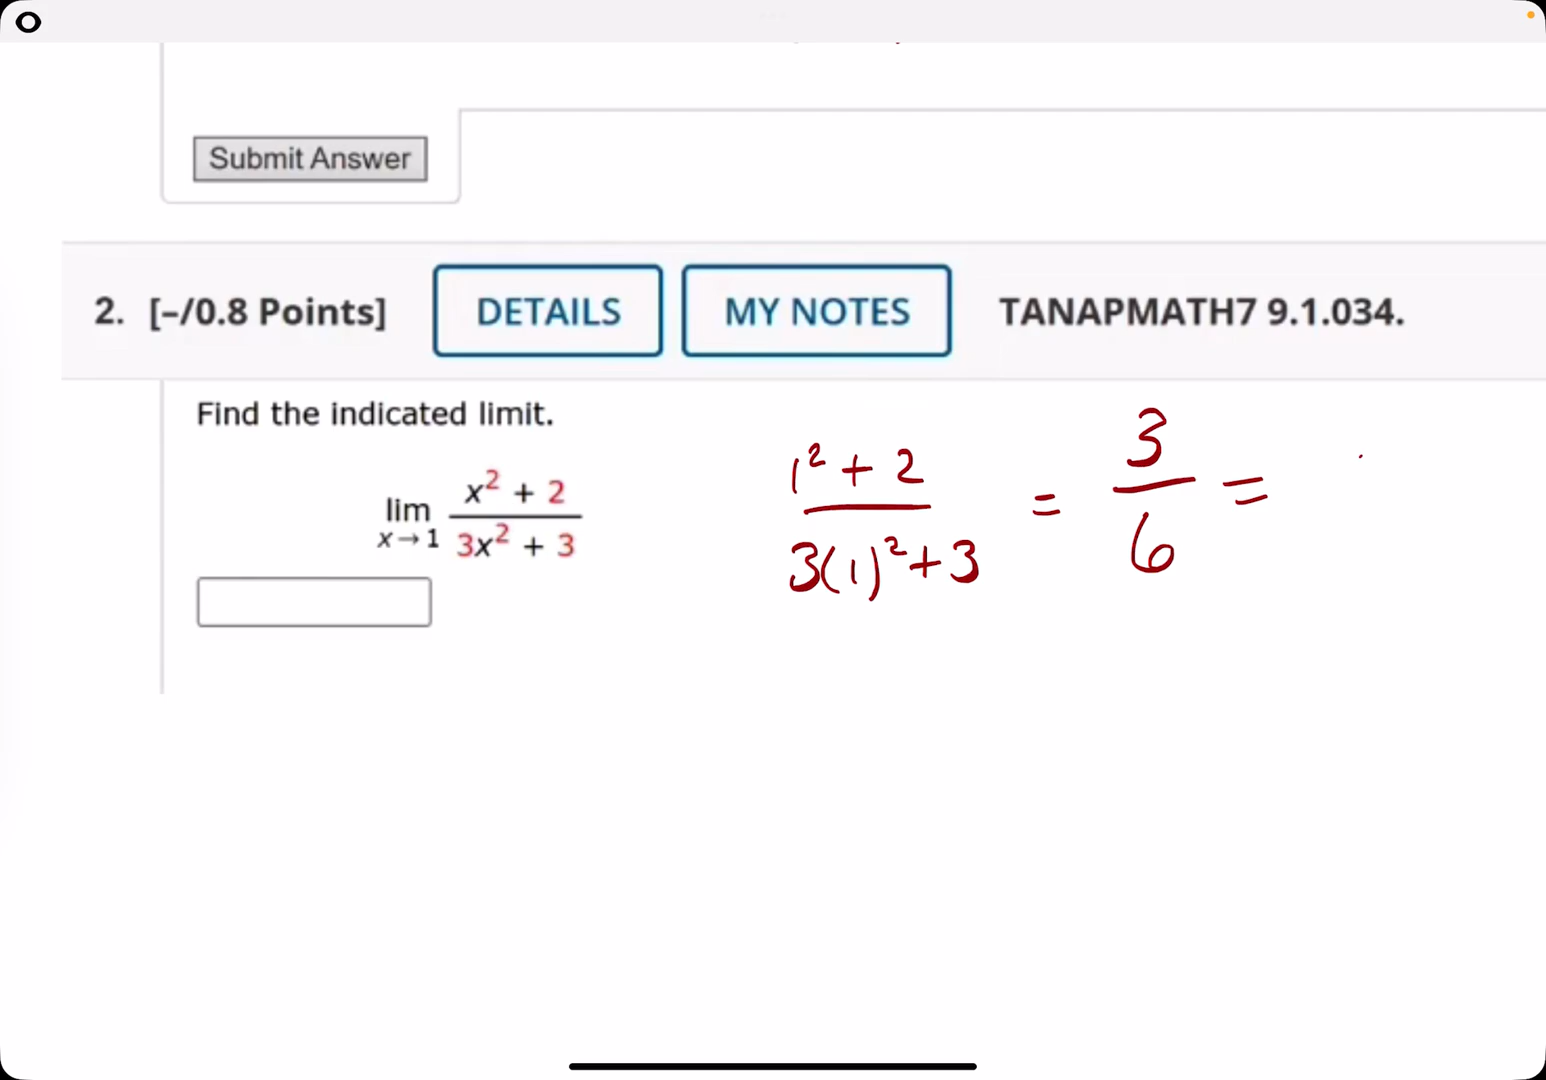 Submit Answer
2. [–/0.8 Points] DETAILS MY NOTES TANAPMATH7 9.1.034.
Find the indicated limit.
lim x→1 (x² + 2)/(3x² + 3)
(1² + 2)/(3(1)² + 3) = 3/6 =